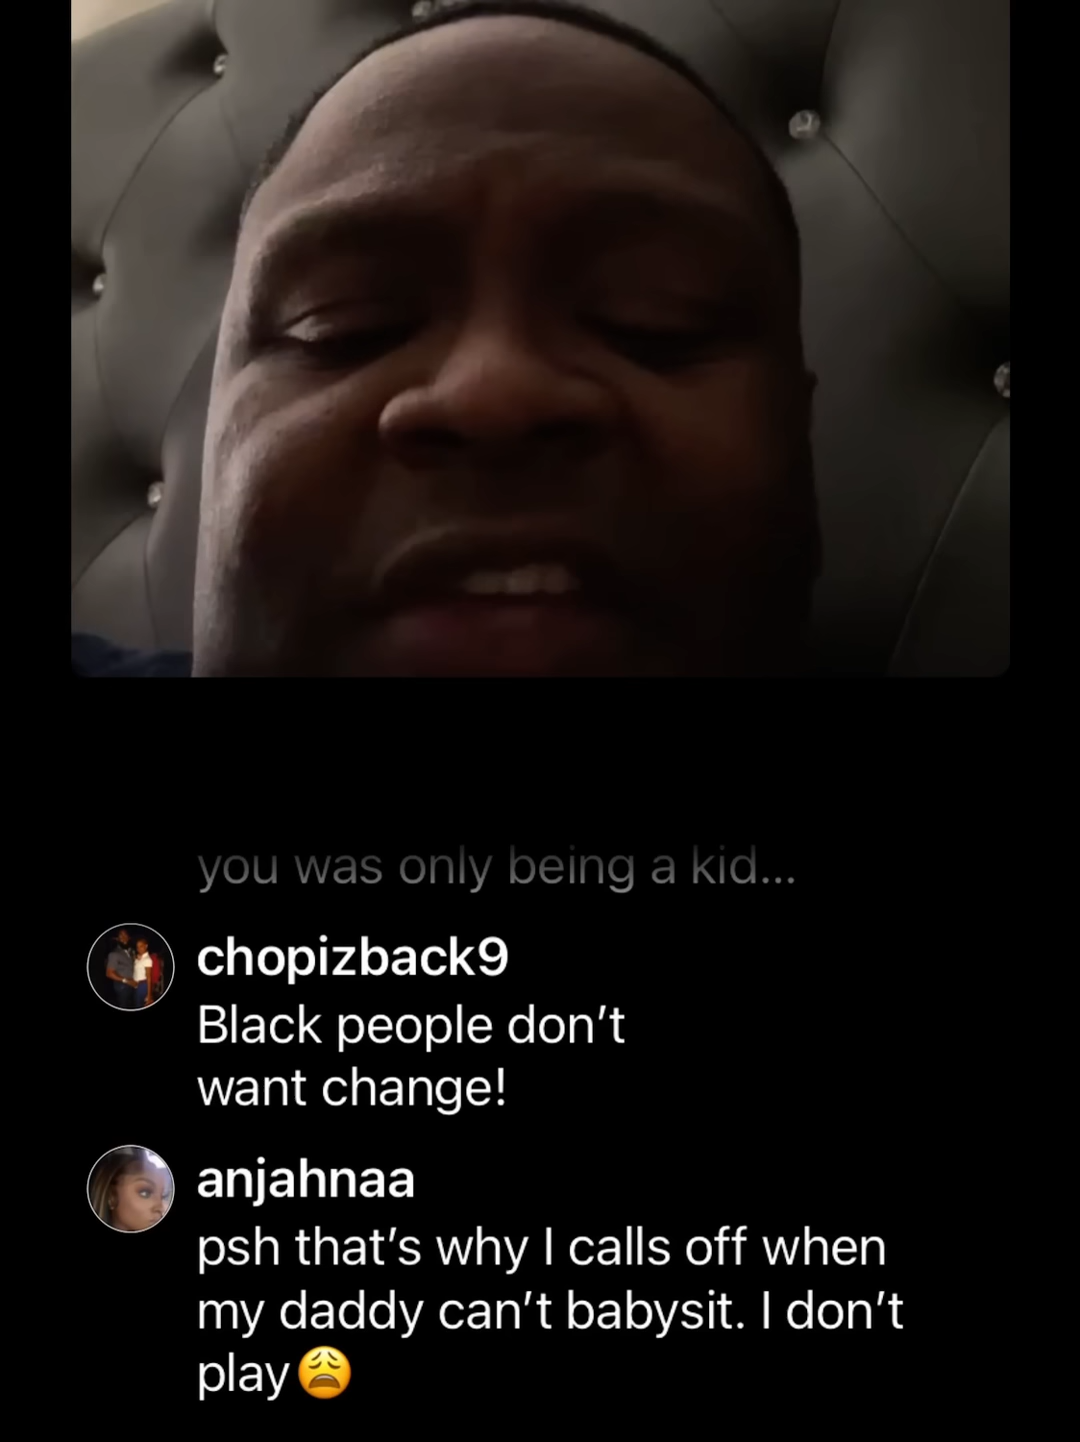 you was only being a kid...
chopizback9
Black people don’t
want change!
anjahnaa
psh that’s why I calls off when
my daddy can’t babysit. I don’t
play😩